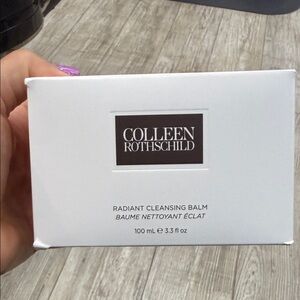 COLLEEN
ROTHSCHILD
RADIANT CLEANSING BALM
BAUME NETTOYANT ÉCLAT
100 mL ℮ 3.3 fl oz